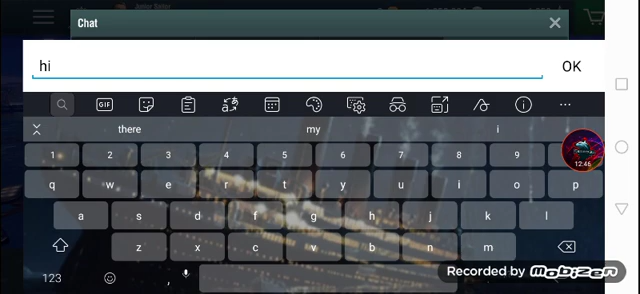 Chat
hi
OK
GIF
there my i
1 2 3 4 5 6 7 8 9
q w e r t y u i o p
12:46
a s d f g h j k l
z x c v b n m
123 ,
Recorded by MOBIZEN